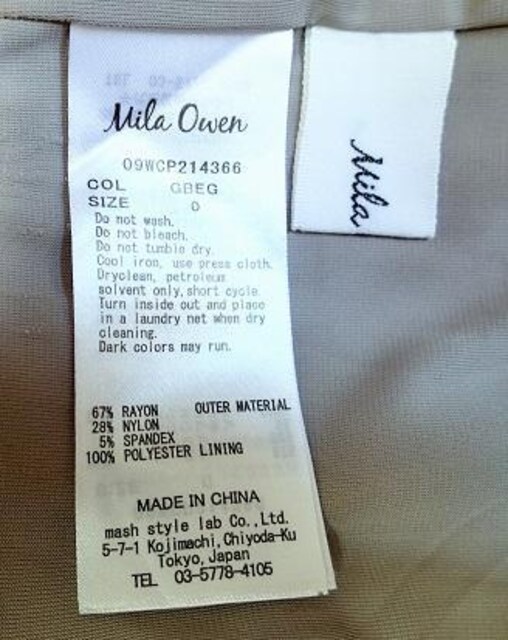 Mila Owen
09WCP214366
COL GBEG
SIZE 0
Do not wash.
Do not bleach.
Do not tumble dry.
Cool iron, use press cloth.
Dryclean, petroleum
solvent only, short cycle.
Turn inside out and place
in a laundry net when dry
cleaning.
Dark colors may run.
67% RAYON OUTER MATERIAL
28% NYLON
5% SPANDEX
100% POLYESTER LINING
MADE IN CHINA
mash style lab Co.,Ltd.
5-7-1 Kojimachi,Chiyoda-Ku
Tokyo,Japan
TEL 03-5778-4105
Mila